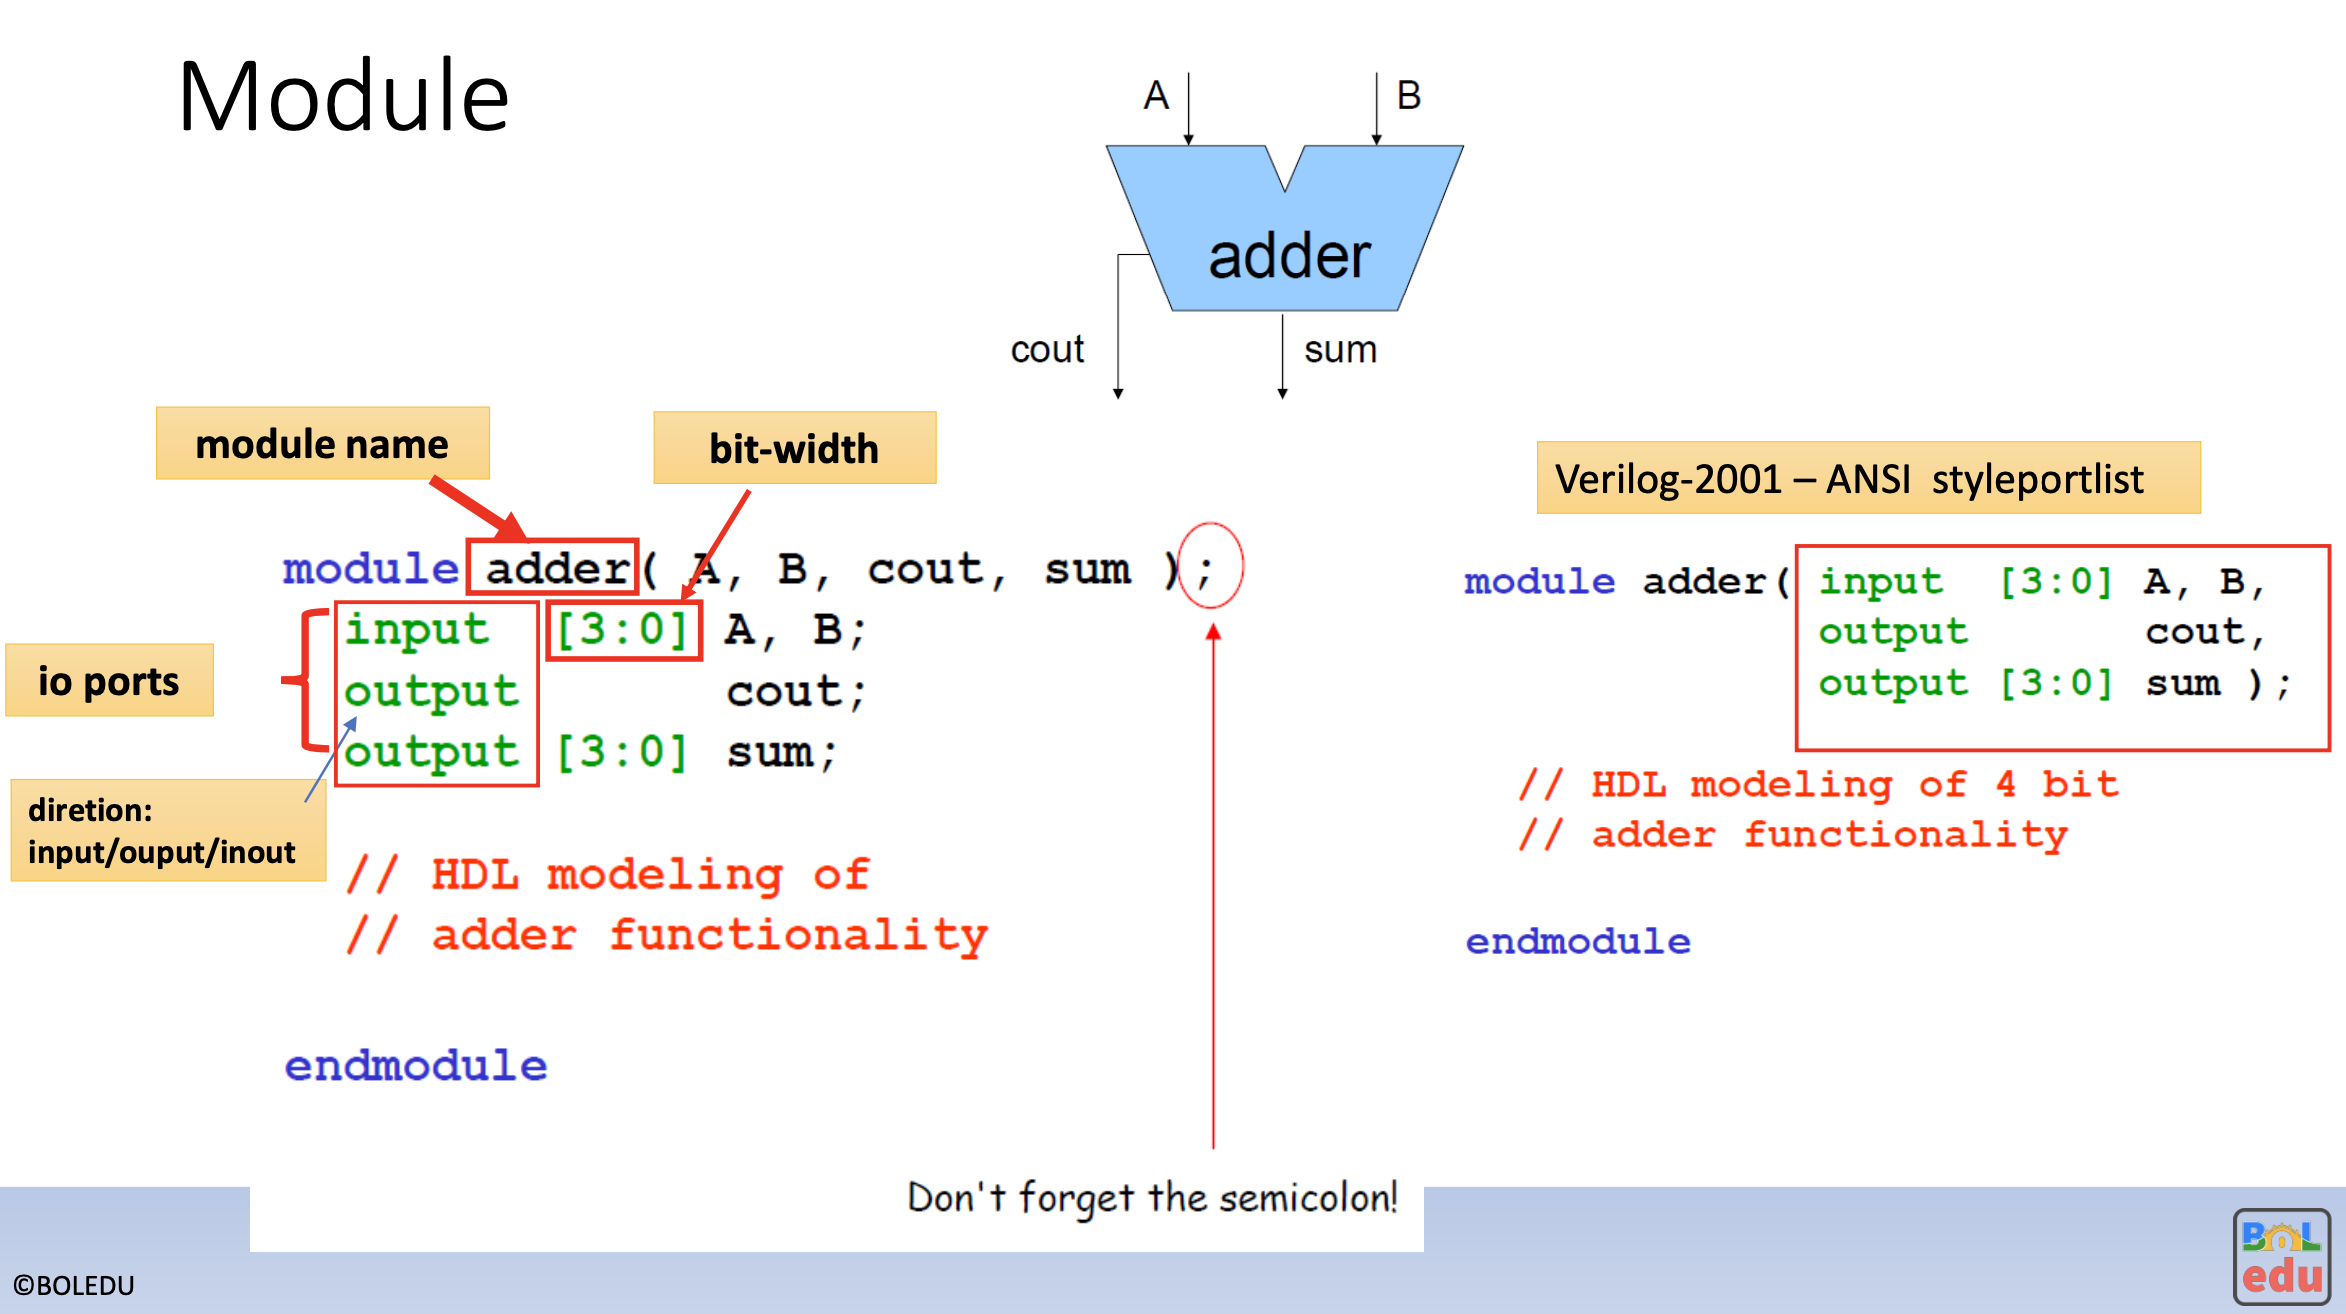 Module
A
B
adder
cout
sum
module name
bit-width
module adder( A, B, cout, sum );
input [3:0] A, B;
output cout;
output [3:0] sum;
io ports
diretion:
input/ouput/inout
// HDL modeling of
// adder functionality
endmodule
Don't forget the semicolon!
Verilog-2001 – ANSI styleportlist
module adder( input [3:0] A, B,
output cout,
output [3:0] sum );
// HDL modeling of 4 bit
// adder functionality
endmodule
©BOLEDU
BOL
edu